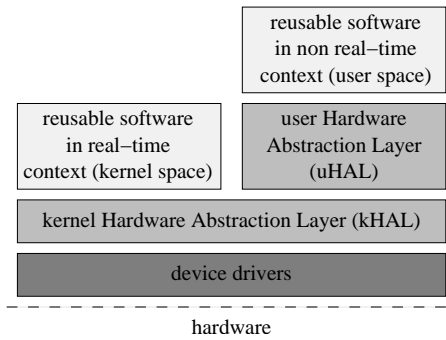 reusable software
in non real−time
context (user space)
reusable software
in real−time
context (kernel space)
user Hardware
Abstraction Layer
(uHAL)
kernel Hardware Abstraction Layer (kHAL)
device drivers
hardware